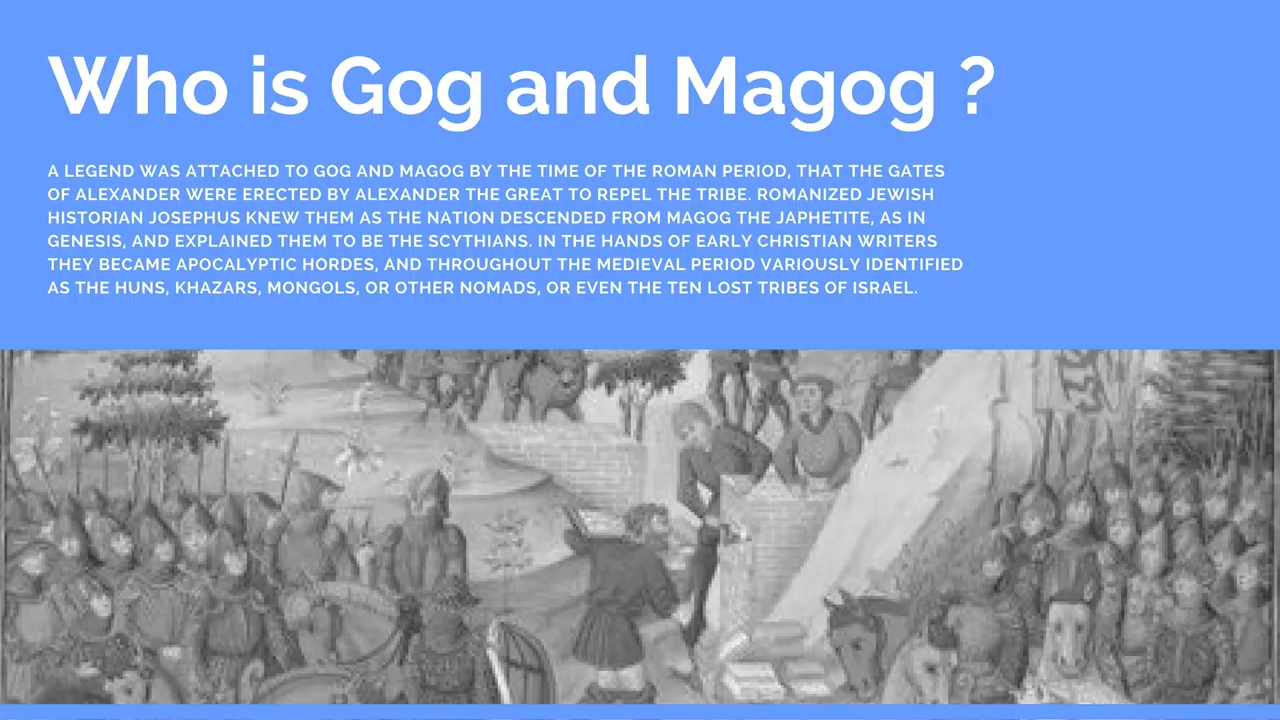 Who is Gog and Magog ?
A LEGEND WAS ATTACHED TO GOG AND MAGOG BY THE TIME OF THE ROMAN PERIOD, THAT THE GATES
OF ALEXANDER WERE ERECTED BY ALEXANDER THE GREAT TO REPEL THE TRIBE. ROMANIZED JEWISH
HISTORIAN JOSEPHUS KNEW THEM AS THE NATION DESCENDED FROM MAGOG THE JAPHETITE, AS IN
GENESIS, AND EXPLAINED THEM TO BE THE SCYTHIANS. IN THE HANDS OF EARLY CHRISTIAN WRITERS
THEY BECAME APOCALYPTIC HORDES, AND THROUGHOUT THE MEDIEVAL PERIOD VARIOUSLY IDENTIFIED
AS THE HUNS, KHAZARS, MONGOLS, OR OTHER NOMADS, OR EVEN THE TEN LOST TRIBES OF ISRAEL.